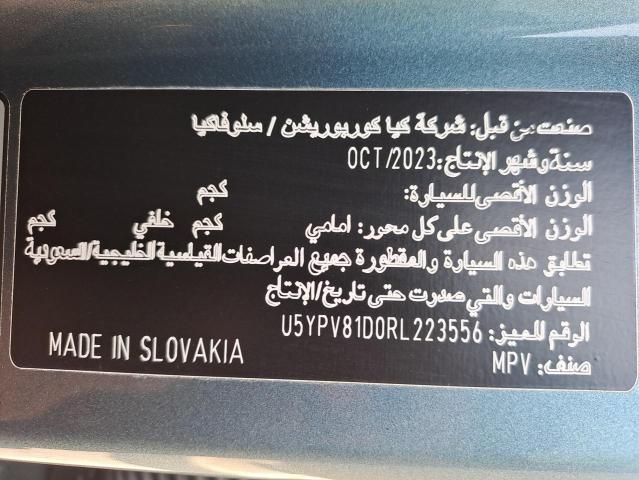 صنعت من قبل: شركة كيا كوربوريشن / سلوفاكيا
سنة وشهر الإنتاج: OCT/2023
الوزن الأقصى للسيارة: كجم
الوزن الأقصى على كل محور: امامي كجم خلفي كجم
تطابق هذه السيارة والمقطورة جميع المراصفات القياسية الخليجية/السعودية
السيارات والتي صدرت حتى تاريخ/الإنتاج
الرقم المميز: U5YPV81D0RL223556
صنف: MPV
MADE IN SLOVAKIA